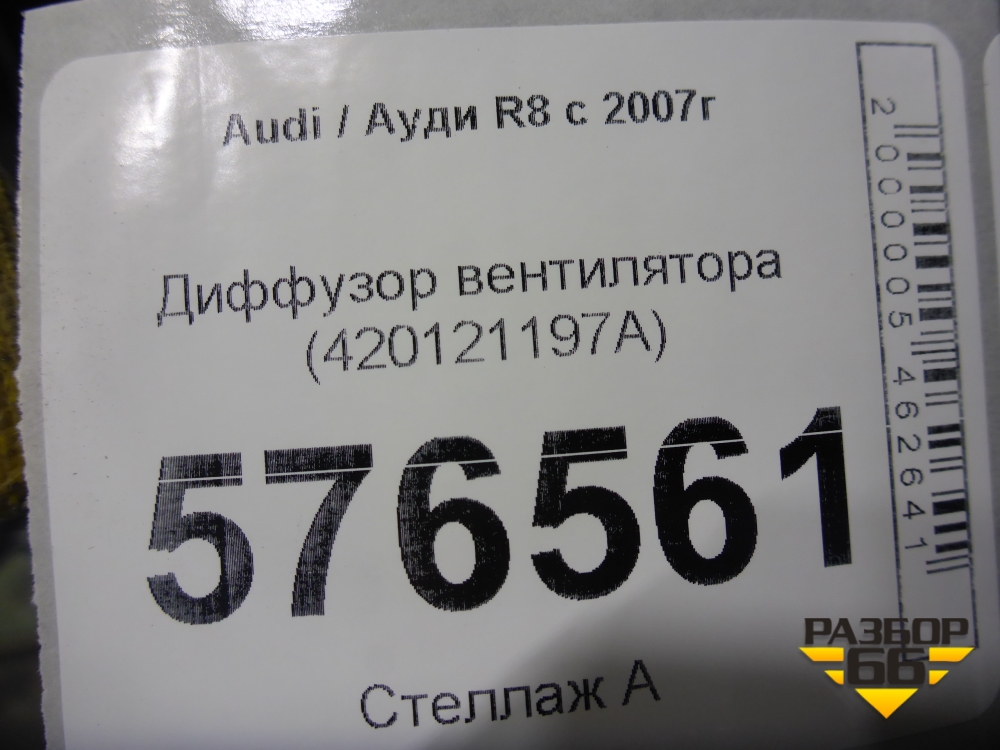 Audi / Ауди R8 с 2007г
Диффузор вентилятора
(420121197A)
576561
Стеллаж А
2000005462641
РАЗБОР
66